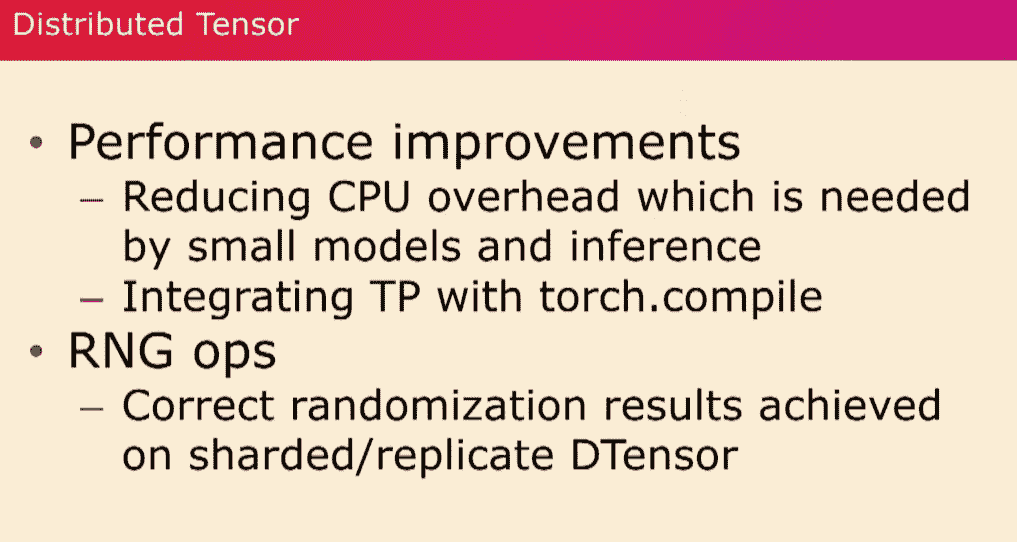 Distributed Tensor
• Performance improvements
– Reducing CPU overhead which is needed
by small models and inference
– Integrating TP with torch.compile
• RNG ops
– Correct randomization results achieved
on sharded/replicate DTensor